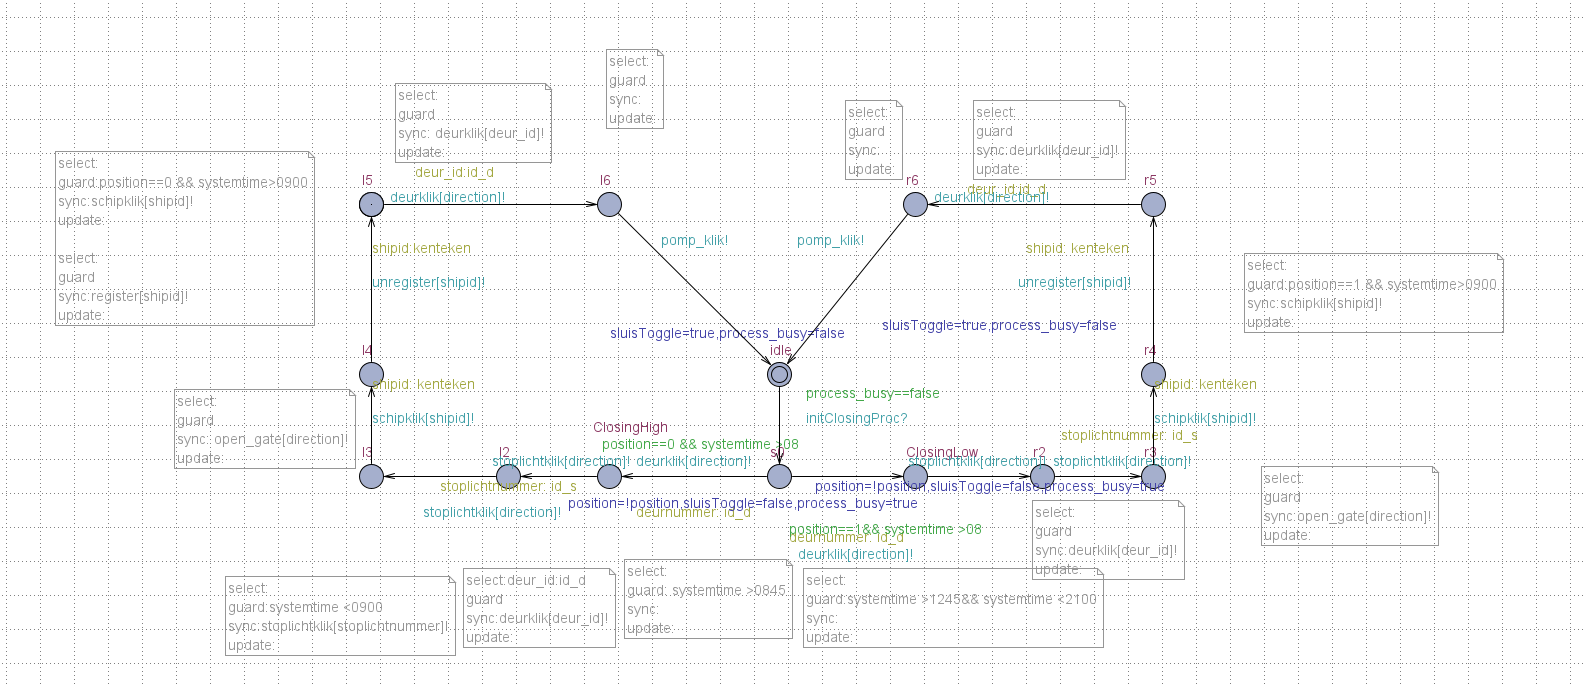 select:
guard
sync:
update:
select:
guard
sync: deurklik[deur_id]!
update:
select:
guard
sync:
update:
select:
guard
sync:deurklik[deur_id]!
update:
select:
guard:position==0 && systemtime>0900
sync:schipklik[shipid]!
update:
select:
guard
sync:register[shipid]!
update:
l5
deur_id:id_d
deurklik[direction]!
l6
r6
deur_id:id_d
deurklik[direction]!
r5
pomp_klik!
pomp_klik!
shipid:kenteken
unregister[shipid]!
shipid: kenteken
unregister[shipid]!
select:
guard:position==1 && systemtime>0900
sync:schipklik[shipid]!
update:
sluisToggle=true,process_busy=false
sluisToggle=true,process_busy=false
l4
idle
r4
shipid: kenteken
schipklik[shipid]!
process_busy==false
initClosingProc?
shipid: kenteken
schipklik[shipid]!
select:
guard
sync: open_gate[direction]!
update:
ClosingHigh
position==0 && systemtime >08
stoplichtnummer: id_s
l3
l2
stoplichtklik[direction]!
deurklik[direction]!
ClosingLow
stoplichtklik[direction]!
r2
stoplichtklik[direction]!
r3
stoplichtnummer: id_s
stoplichtklik[direction]!
position=!position,sluisToggle=false,process_busy=true
position=!position,sluisToggle=false,process_busy=true
deurnummer: id_d
position==1&& systemtime >08
deurnummer: id_d
deurklik[direction]!
select:
guard
sync:deurklik[deur_id]!
update:
select:
guard
sync:open_gate[direction]!
update:
select:
guard:systemtime <0900
sync:stoplichtklik[stoplichtnummer]!
update:
select:deur_id:id_d
guard
sync:deurklik[deur_id]!
update:
select:
guard: systemtime >0845
sync:
update:
select:
guard:systemtime >1245&& systemtime <2100
sync:
update: